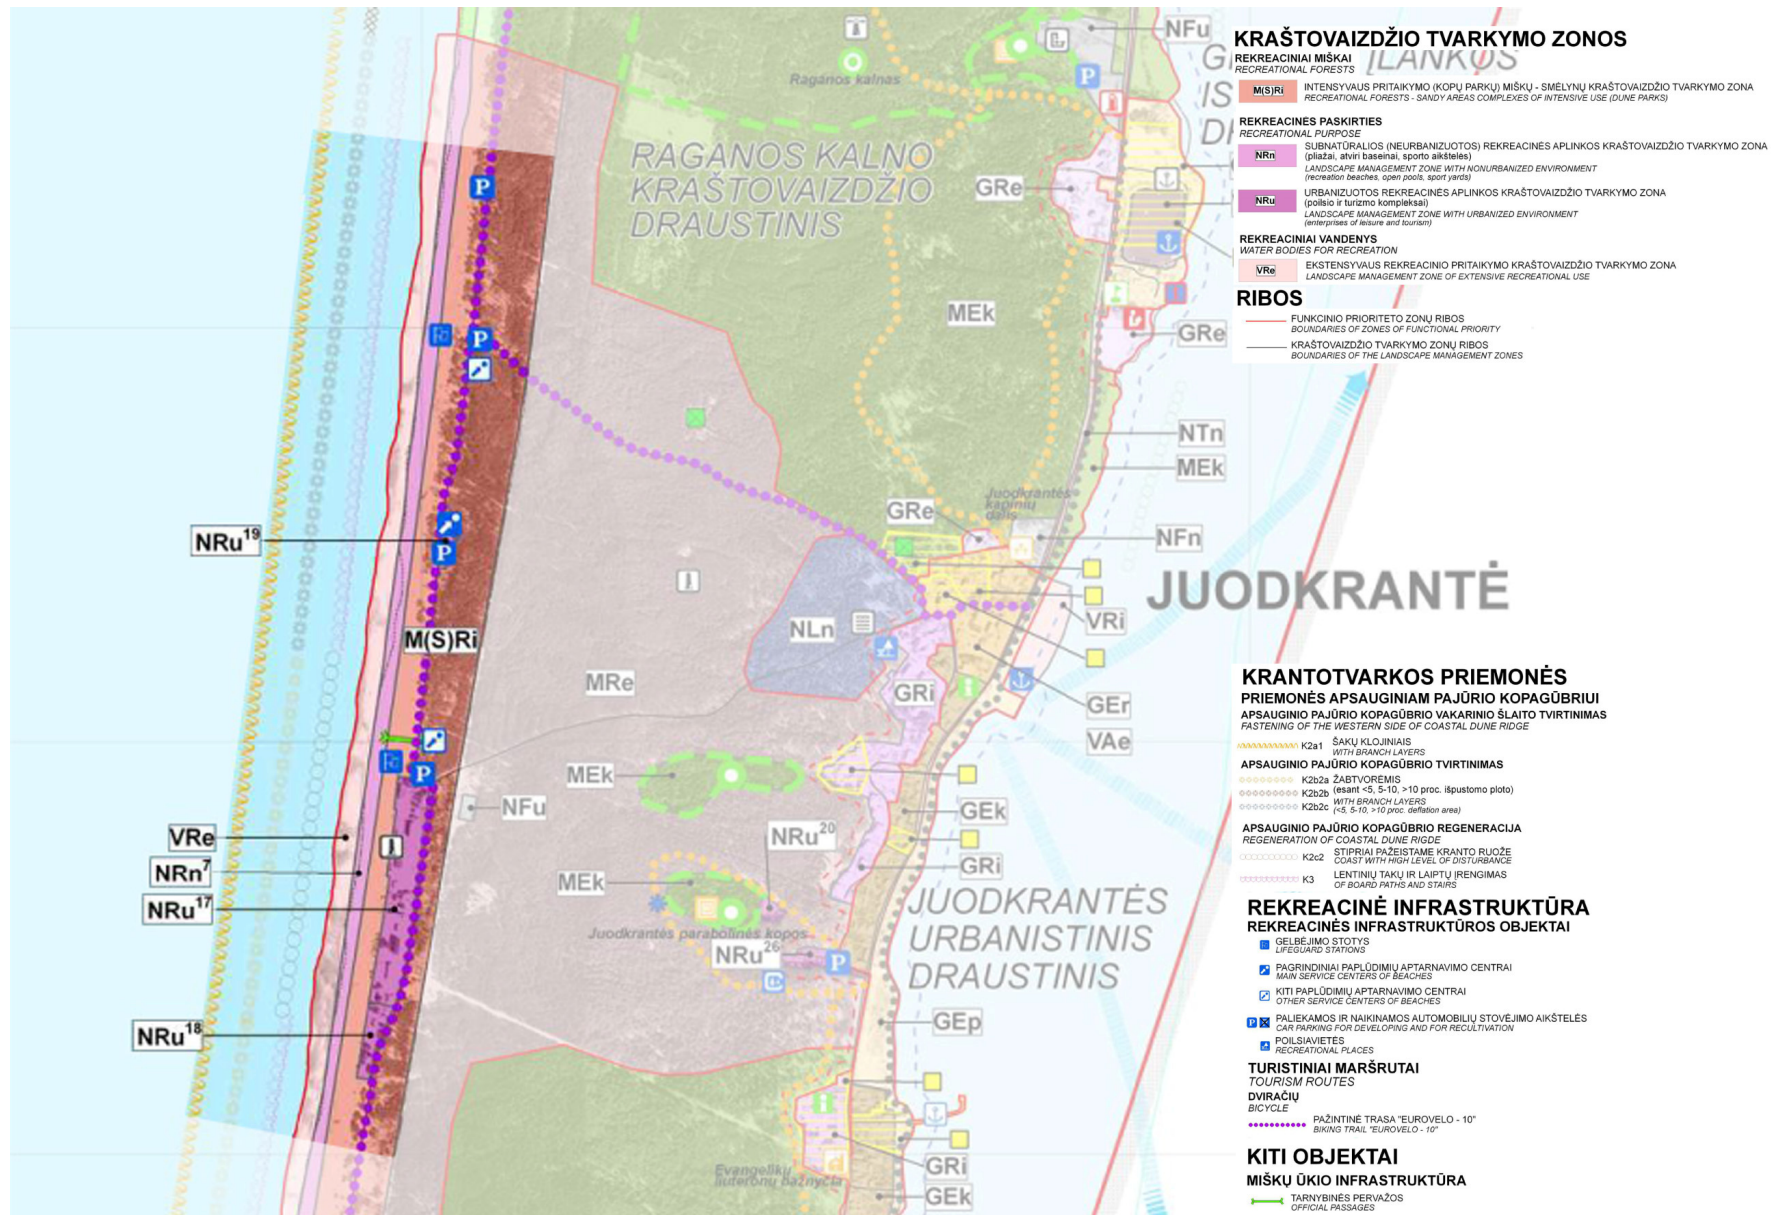 KRAŠTOVAIZDŽIO TVARKYMO ZONOS
REKREACINIAI MIŠKAI
RECREATIONAL FORESTS
M(S)Ri
INTENSYVAUS PRITAIKYMO (KOPŲ PARKŲ) MIŠKŲ - SMĖLYNŲ KRAŠTOVAIZDŽIO TVARKYMO ZONA
RECREATIONAL FORESTS - SANDY AREAS COMPLEXES OF INTENSIVE USE (DUNE PARKS)
REKREACINĖS PASKIRTIES
RECREATIONAL PURPOSE
NRn
SUBNATŪRALIOS (NEURBANIZUOTOS) REKREACINĖS APLINKOS KRAŠTOVAIZDŽIO TVARKYMO ZONA
(pliažai, atviri baseinai, sporto aikštelės)
LANDSCAPE MANAGEMENT ZONE WITH NONURBANIZED ENVIRONMENT
(recreation beaches, open pools, sport yards)
NRu
URBANIZUOTOS REKREACINĖS APLINKOS KRAŠTOVAIZDŽIO TVARKYMO ZONA
(poilsio ir turizmo kompleksai)
LANDSCAPE MANAGEMENT ZONE WITH URBANIZED ENVIRONMENT
(enterprises of leisure and tourism)
REKREACINIAI VANDENYS
WATER BODIES FOR RECREATION
VRe
EKSTENSYVAUS REKREACINIO PRITAIKYMO KRAŠTOVAIZDŽIO TVARKYMO ZONA
LANDSCAPE MANAGEMENT ZONE OF EXTENSIVE RECREATIONAL USE
RIBOS
FUNKCINIO PRIORITETO ZONŲ RIBOS
BOUNDARIES OF ZONES OF FUNCTIONAL PRIORITY
KRAŠTOVAIZDŽIO TVARKYMO ZONŲ RIBOS
BOUNDARIES OF THE LANDSCAPE MANAGEMENT ZONES
ĮLANKOS
NFu
P
Raganos kalnas
RAGANOS KALNO
KRAŠTOVAIZDŽIO
DRAUSTINIS
GRe
P
MEk
GRe
P
NTn
MEk
Juodkrantės
kapinių
dalis
GRe
NFn
NRu19
P
JUODKRANTĖ
VRi
NLn
M(S)Ri
MRe
GRi
GEr
VAe
P
MEk
NFu
GEk
VRe
NRu20
GRi
NRn7
MEk
NRu17
JUODKRANTĖS
URBANISTINIS
DRAUSTINIS
Juodkrantės parabolinės kopos
NRu26
P
NRu18
GEp
GRi
Evangelikų
liuteronų bažnyčia
GEk
KRANTOTVARKOS PRIEMONĖS
PRIEMONĖS APSAUGINIAM PAJŪRIO KOPAGŪBRIUI
APSAUGINIO PAJŪRIO KOPAGŪBRIO VAKARINIO ŠLAITO TVIRTINIMAS
FASTENING OF THE WESTERN SIDE OF COASTAL DUNE RIDGE
K2a1 ŠAKŲ KLOJINIAIS
WITH BRANCH LAYERS
APSAUGINIO PAJŪRIO KOPAGŪBRIO TVIRTINIMAS
K2b2a ŽABTVORĖMIS
K2b2b (esant <5, 5-10, >10 proc. išpustomo ploto)
WITH BRANCH LAYERS
K2b2c (<5, 5-10, >10 proc. deflation area)
APSAUGINIO PAJŪRIO KOPAGŪBRIO REGENERACIJA
REGENERATION OF COASTAL DUNE RIGDE
K2c2 STIPRIAI PAŽEISTAME KRANTO RUOŽE
COAST WITH HIGH LEVEL OF DISTURBANCE
K3 LENTINIŲ TAKŲ IR LAIPTŲ ĮRENGIMAS
OF BOARD PATHS AND STAIRS
REKREACINĖ INFRASTRUKTŪRA
REKREACINĖS INFRASTRUKTŪROS OBJEKTAI
GELBĖJIMO STOTYS
LIFEGUARD STATIONS
PAGRINDINIAI PAPLŪDIMIŲ APTARNAVIMO CENTRAI
MAIN SERVICE CENTERS OF BEACHES
KITI PAPLŪDIMIŲ APTARNAVIMO CENTRAI
OTHER SERVICE CENTERS OF BEACHES
P
PALIEKAMOS IR NAIKINAMOS AUTOMOBILIŲ STOVĖJIMO AIKŠTELĖS
CAR PARKING FOR DEVELOPING AND FOR RECULTIVATION
POILSIAVIETĖS
RECREATIONAL PLACES
TURISTINIAI MARŠRUTAI
TOURISM ROUTES
DVIRAČIŲ
BICYCLE
PAŽINTINĖ TRASA "EUROVELO - 10"
BIKING TRAIL "EUROVELO - 10"
KITI OBJEKTAI
MIŠKŲ ŪKIO INFRASTRUKTŪRA
TARNYBINĖS PERVAŽOS
OFFICIAL PASSAGES